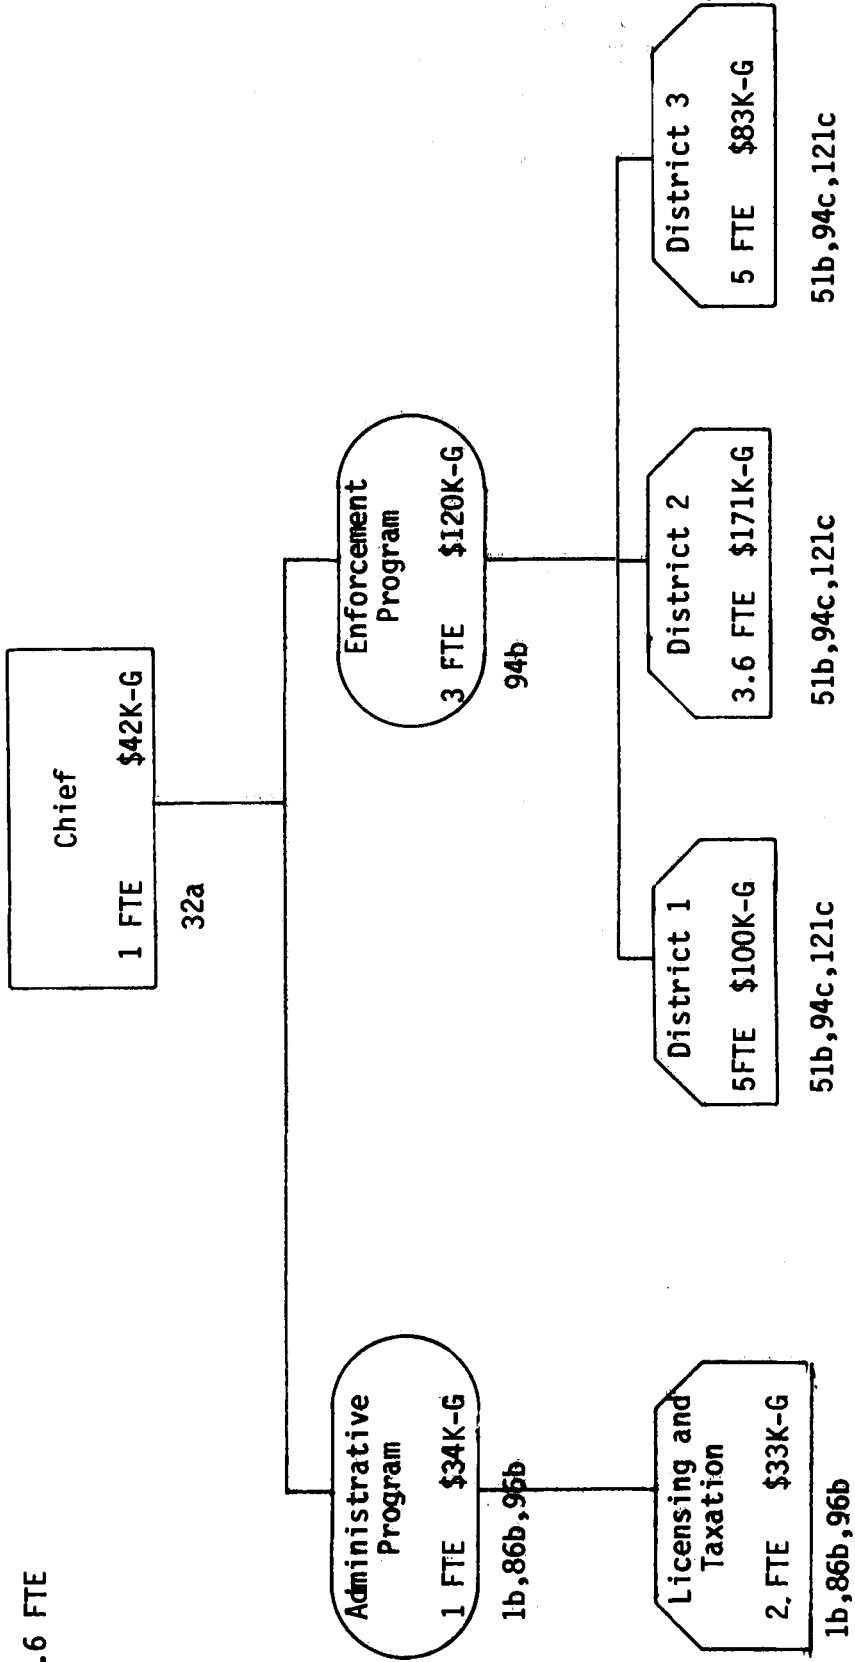 .6 FTE
Chief
1 FTE $42K-G
32a
Administrative
Program
1 FTE $34K-G
1b,86b,96b
Enforcement
Program
3 FTE $120K-G
94b
Licensing and
Taxation
2 FTE $33K-G
1b,86b,96b
District 1
5FTE $100K-G
51b,94c,121c
District 2
3.6 FTE $171K-G
51b,94c,121c
District 3
5 FTE $83K-G
51b,94c,121c